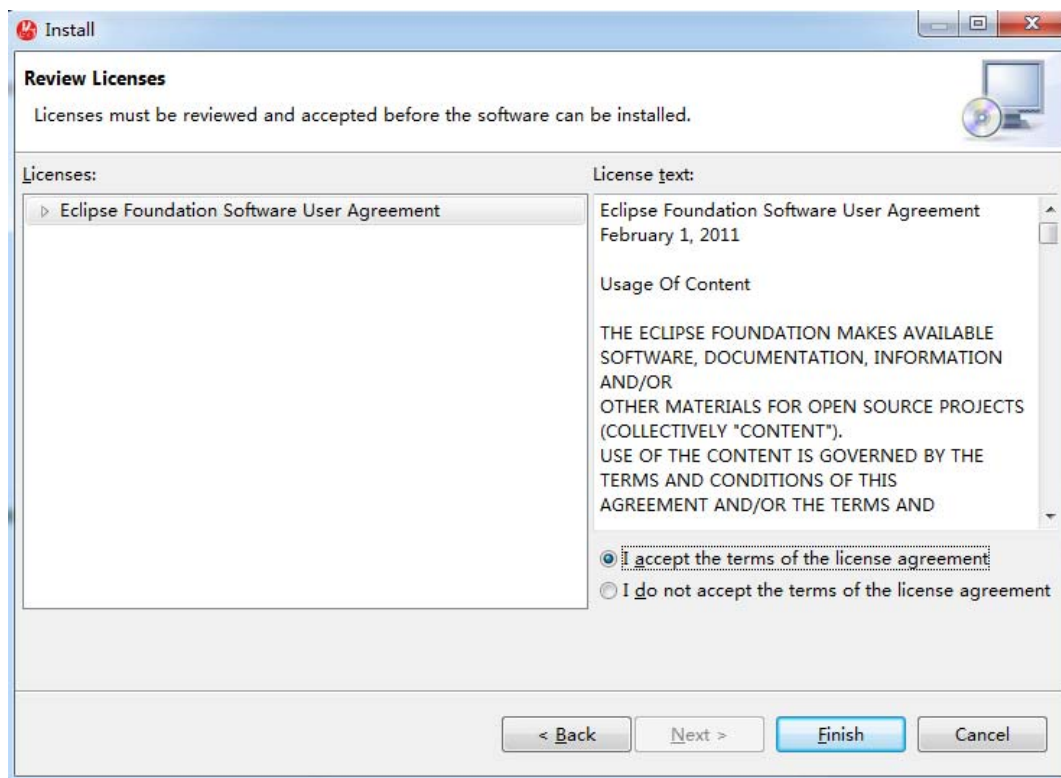 Install
Review Licenses
Licenses must be reviewed and accepted before the software can be installed.
Licenses:
Eclipse Foundation Software User Agreement
License text:
Eclipse Foundation Software User Agreement
February 1, 2011
Usage Of Content
THE ECLIPSE FOUNDATION MAKES AVAILABLE
SOFTWARE, DOCUMENTATION, INFORMATION
AND/OR
OTHER MATERIALS FOR OPEN SOURCE PROJECTS
(COLLECTIVELY "CONTENT").
USE OF THE CONTENT IS GOVERNED BY THE
TERMS AND CONDITIONS OF THIS
AGREEMENT AND/OR THE TERMS AND
I accept the terms of the license agreement
I do not accept the terms of the license agreement
< Back
Next >
Finish
Cancel